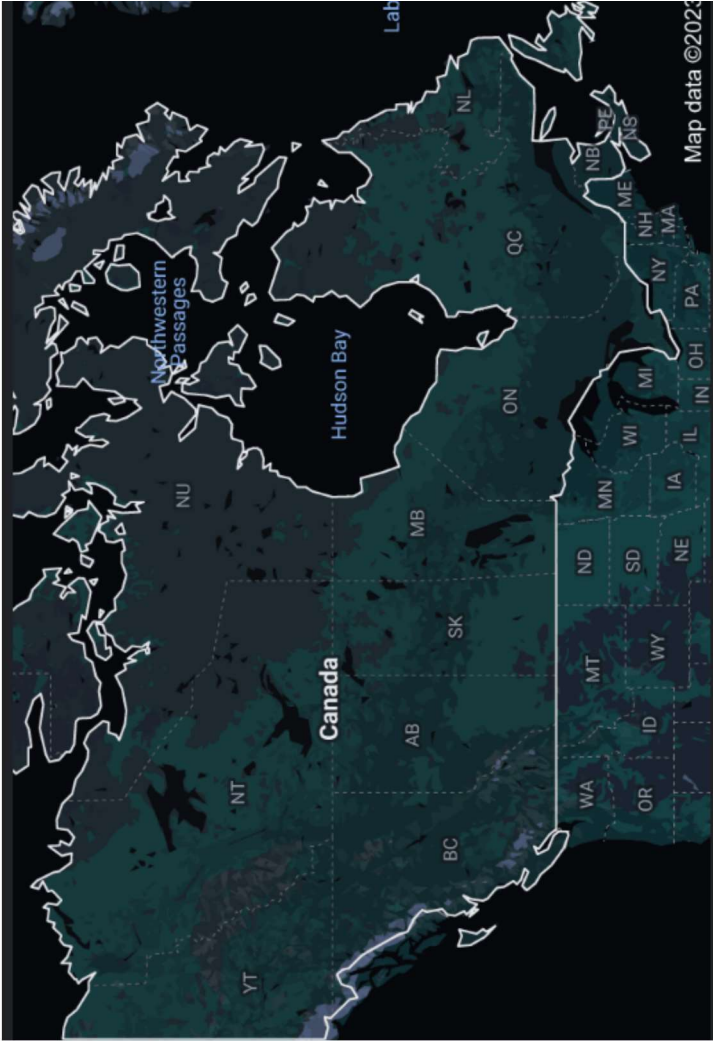 Lab
Northwestern
Passages
Hudson Bay
Canada
NU
NT
YT
NL
QC
ON
MB
SK
AB
BC
NB
PE
NS
ME
NH
MA
NY
PA
MI
OH
IN
WI
IL
MN
IA
ND
SD
NE
MT
WY
ID
WA
OR
Map data ©2023